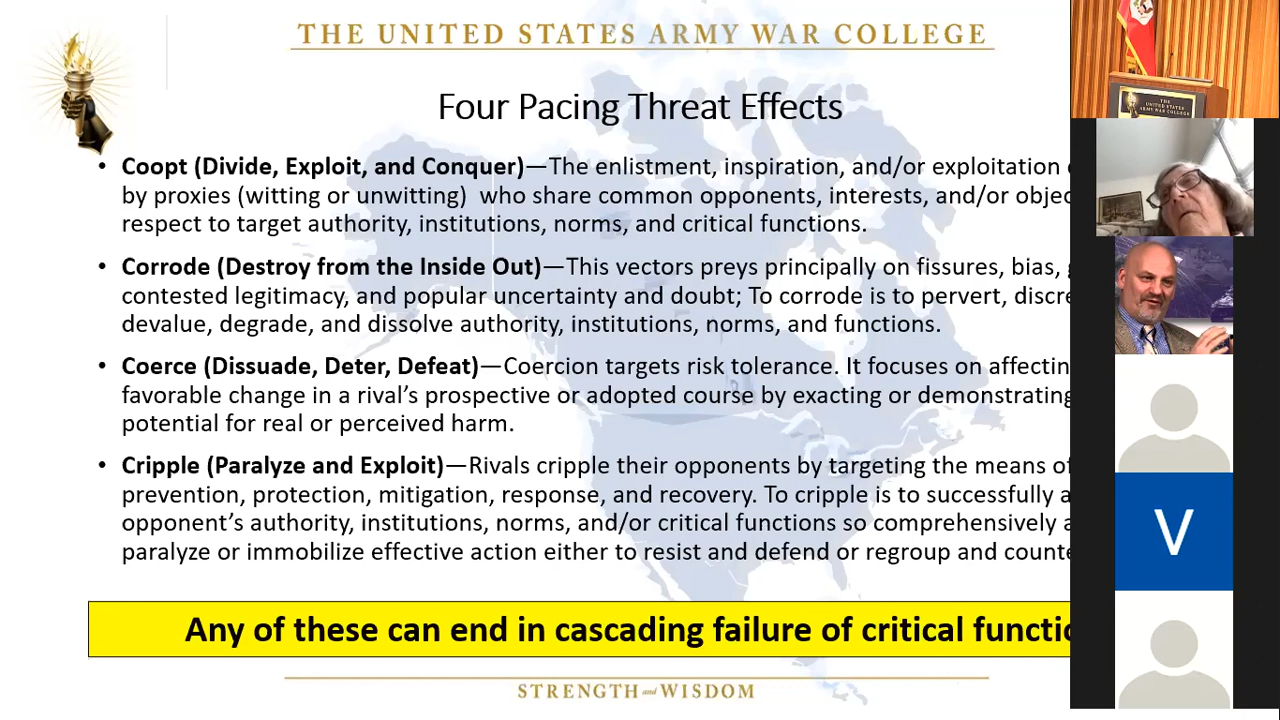 THE UNITED STATES ARMY WAR COLLEGE
Four Pacing Threat Effects
• Coopt (Divide, Exploit, and Conquer)—The enlistment, inspiration, and/or exploitation
by proxies (witting or unwitting) who share common opponents, interests, and/or
respect to target authority, institutions, norms, and critical functions.
• Corrode (Destroy from the Inside Out)—This vectors preys principally on fissures, bias,
contested legitimacy, and popular uncertainty and doubt; To corrode is to pervert,
devalue, degrade, and dissolve authority, institutions, norms, and functions.
• Coerce (Dissuade, Deter, Defeat)—Coercion targets risk tolerance. It focuses on
favorable change in a rival’s prospective or adopted course by exacting or demonstrating
potential for real or perceived harm.
• Cripple (Paralyze and Exploit)—Rivals cripple their opponents by targeting the means of
prevention, protection, mitigation, response, and recovery. To cripple is to successfully
opponent’s authority, institutions, norms, and/or critical functions so comprehensively
paralyze or immobilize effective action either to resist and defend or regroup and
Any of these can end in cascading failure of critical
STRENGTH and WISDOM
THE
UNITED STATES
ARMY WAR COLLEGE
V